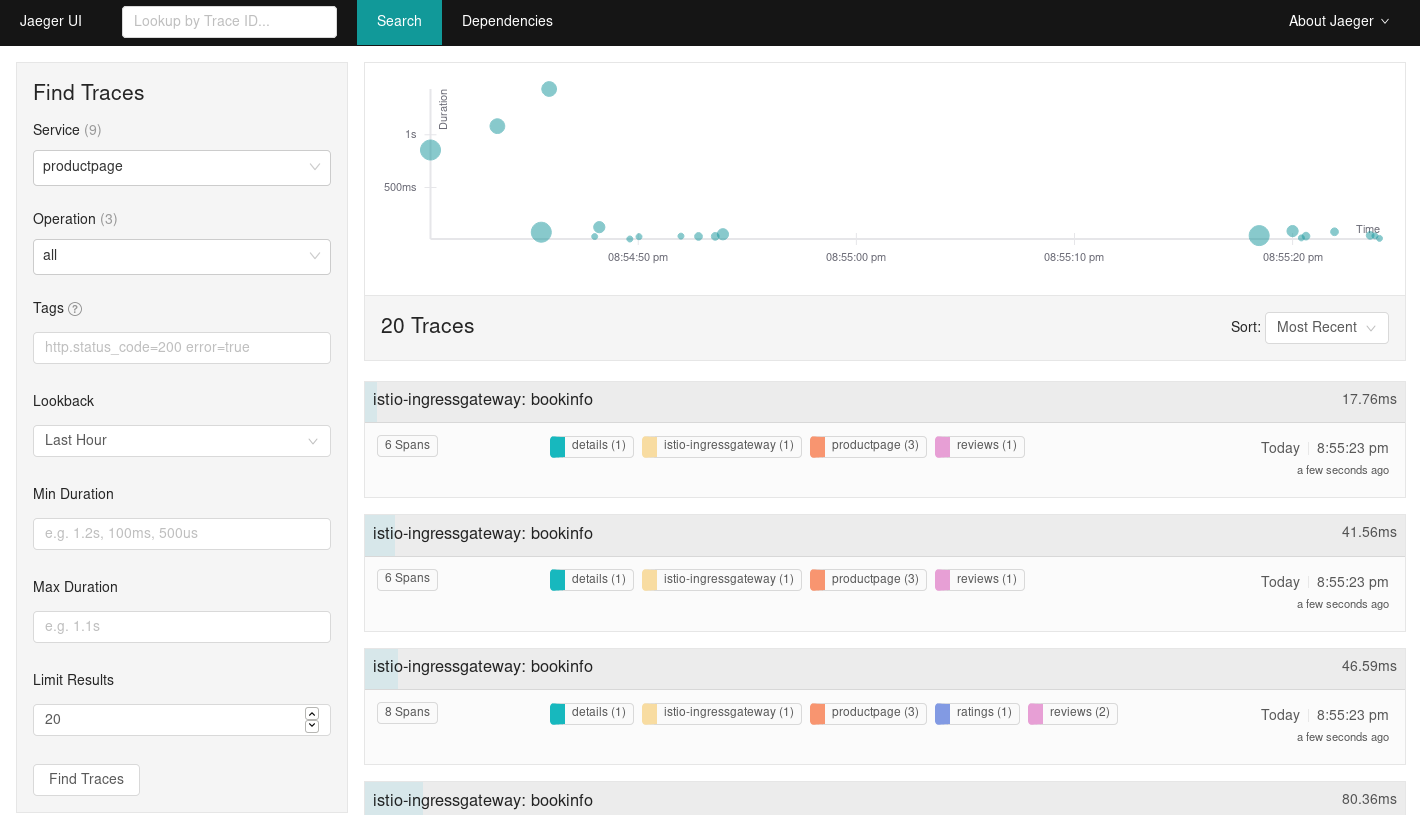 Jaeger UI
Lookup by Trace ID...
Search
Dependencies
About Jaeger
Find Traces
Service (9)
productpage
Operation (3)
all
Tags ?
http.status_code=200 error=true
Lookback
Last Hour
Min Duration
e.g. 1.2s, 100ms, 500us
Max Duration
e.g. 1.1s
Limit Results
20
Find Traces
Duration
1s
500ms
Time
08:54:50 pm
08:55:00 pm
08:55:10 pm
08:55:20 pm
20 Traces
Sort: Most Recent
istio-ingressgateway: bookinfo
17.76ms
6 Spans
details (1)
istio-ingressgateway (1)
productpage (3)
reviews (1)
Today 8:55:23 pm
a few seconds ago
istio-ingressgateway: bookinfo
41.56ms
6 Spans
details (1)
istio-ingressgateway (1)
productpage (3)
reviews (1)
Today 8:55:23 pm
a few seconds ago
istio-ingressgateway: bookinfo
46.59ms
8 Spans
details (1)
istio-ingressgateway (1)
productpage (3)
ratings (1)
reviews (2)
Today 8:55:23 pm
a few seconds ago
istio-ingressgateway: bookinfo
80.36ms